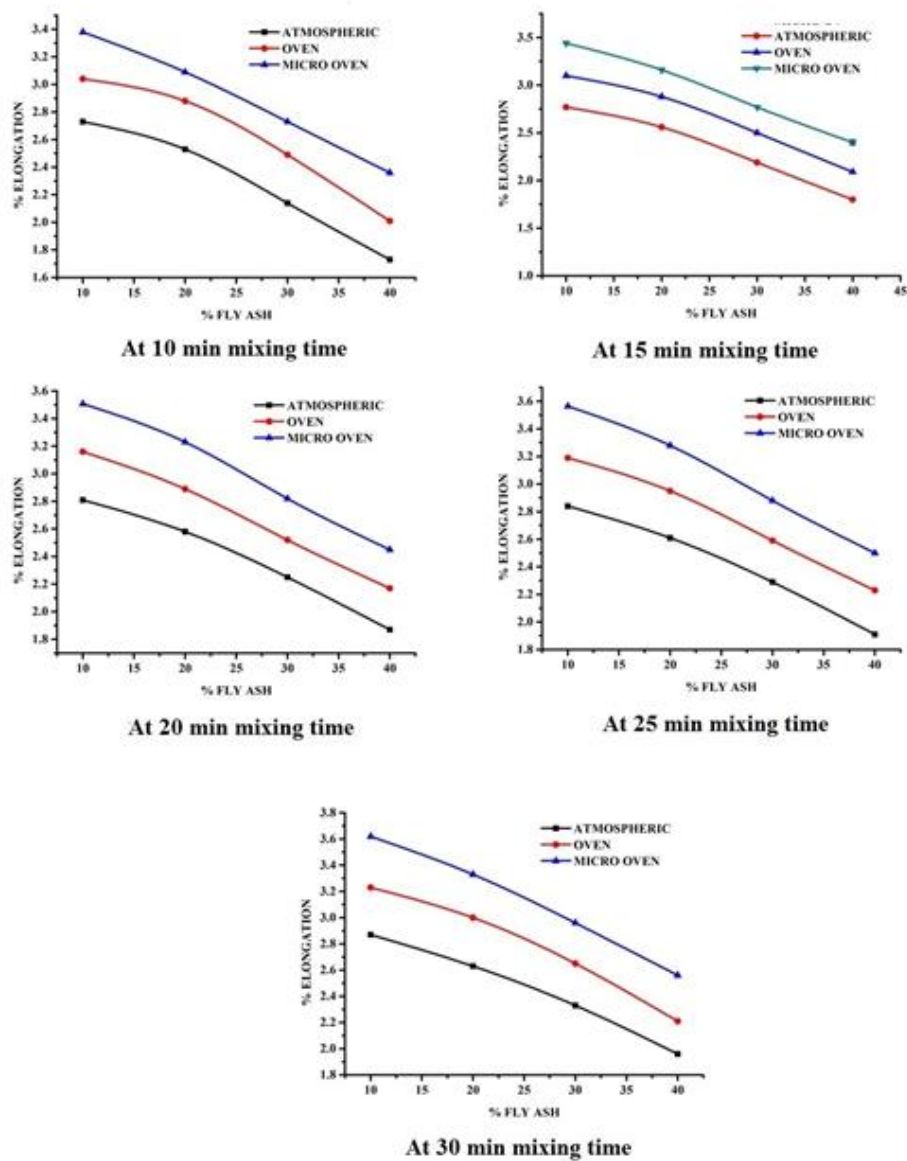 ATMOSPHERIC
OVEN
MICRO OVEN
% ELONGATION
3.4
3.2
3.0
2.8
2.6
2.4
2.2
2.0
1.8
1.6
10 15 20 25 30 35 40
% FLY ASH
At 10 min mixing time
ATMOSPHERIC
OVEN
MICRO OVEN
% ELONGATION
3.5
3.0
2.5
2.0
1.5
1.0
10 15 20 25 30 35 40 45
% FLY ASH
At 15 min mixing time
ATMOSPHERIC
OVEN
MICRO OVEN
% ELONGATION
3.6
3.4
3.2
3.0
2.8
2.6
2.4
2.2
2.0
1.8
10 15 20 25 30 35 40
% FLY ASH
At 20 min mixing time
ATMOSPHERIC
OVEN
MICRO OVEN
% ELONGATION
3.6
3.4
3.2
3.0
2.8
2.6
2.4
2.2
2.0
1.8
10 15 20 25 30 35 40
% FLY ASH
At 25 min mixing time
ATMOSPHERIC
OVEN
MICRO OVEN
% ELONGATION
3.8
3.6
3.4
3.2
3.0
2.8
2.6
2.4
2.2
2.0
1.8
10 15 20 25 30 35 40
% FLY ASH
At 30 min mixing time